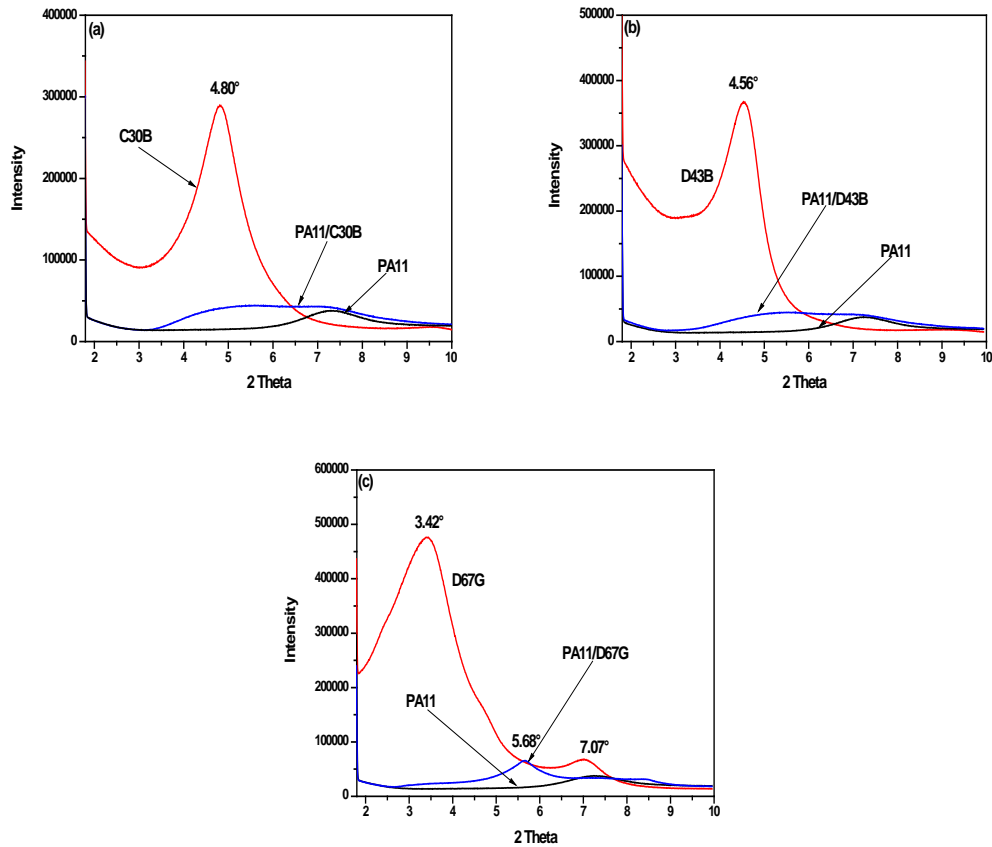 (a)
400000
300000
200000
100000
0
Intensity
4.80°
C30B
PA11/C30B
PA11
2 3 4 5 6 7 8 9 10
2 Theta
(b)
500000
400000
300000
200000
100000
0
Intensity
4.56°
D43B
PA11/D43B
PA11
2 3 4 5 6 7 8 9 10
2 Theta
(c)
600000
500000
400000
300000
200000
100000
0
Intensity
3.42°
D67G
PA11/D67G
PA11
5.68°
7.07°
2 3 4 5 6 7 8 9 10
2 Theta